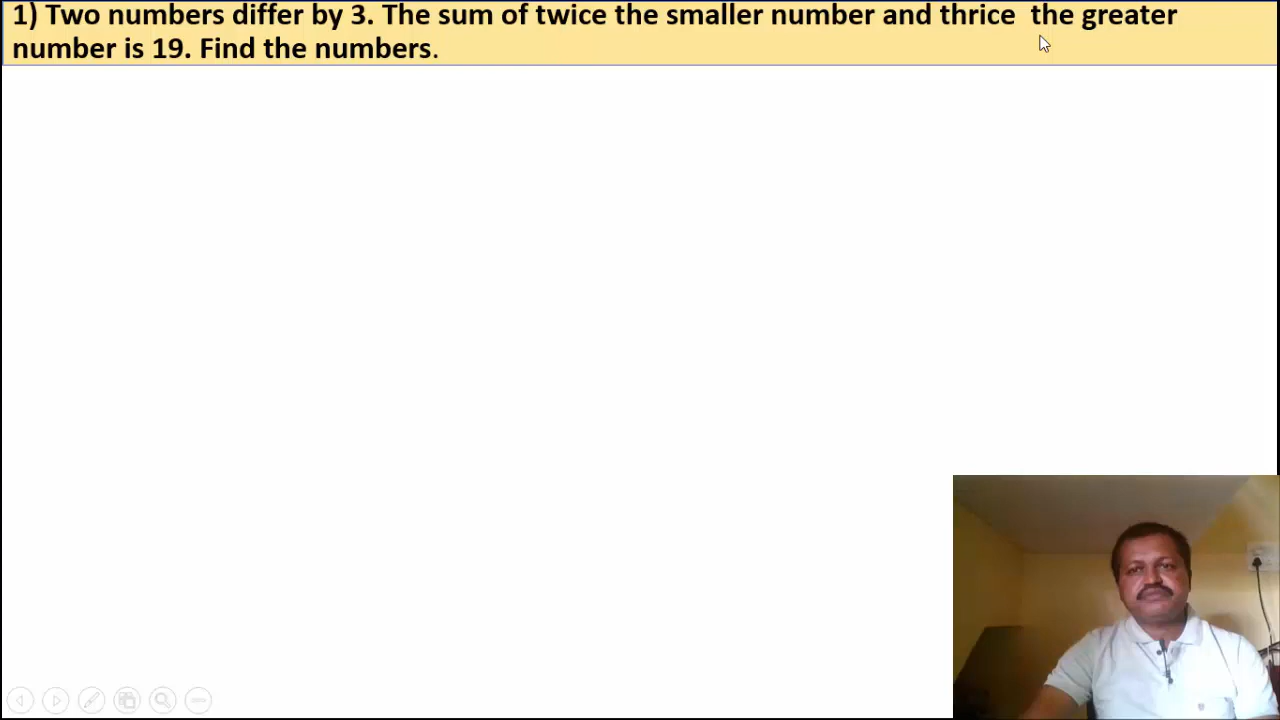 1) Two numbers differ by 3. The sum of twice the smaller number and thrice  the greater
number is 19. Find the numbers.